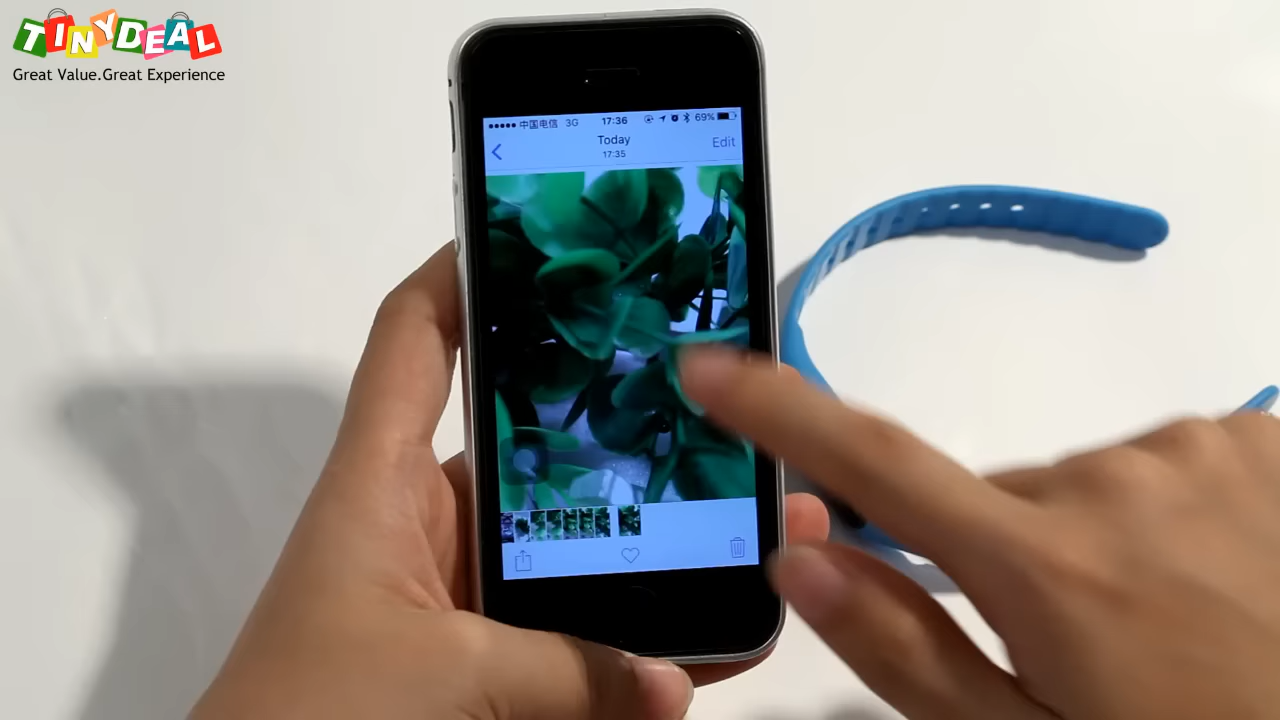 TINYDEAL
Great Value.Great Experience
中国电信 3G 17:36 69%
Today
17:35
Edit